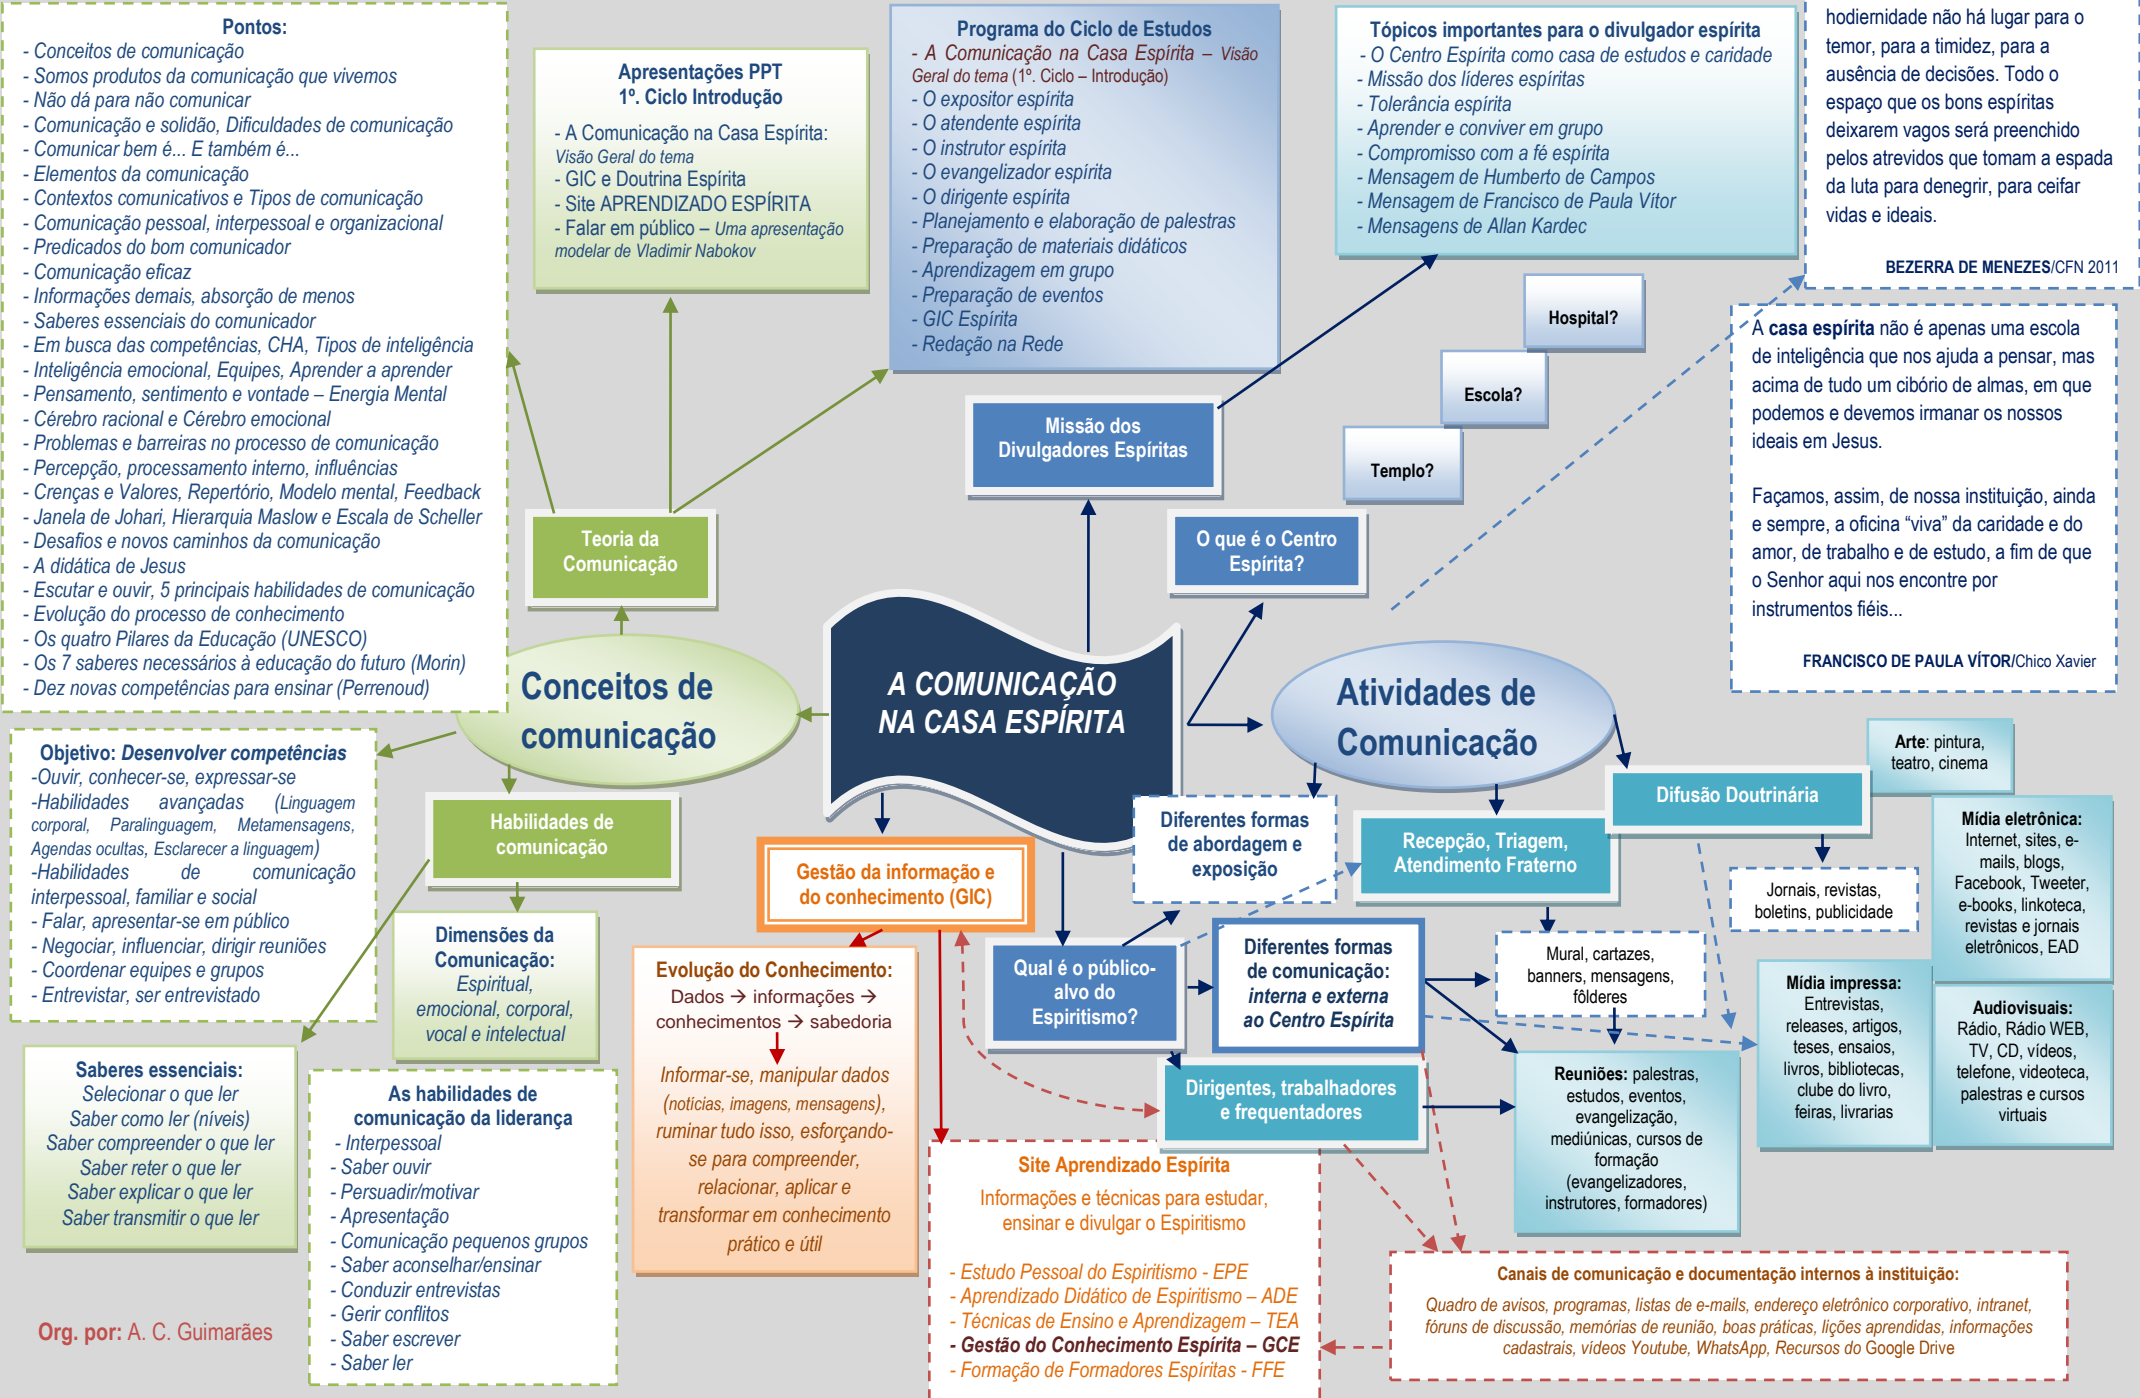 Pontos:
- Conceitos de comunicação
- Somos produtos da comunicação que vivemos
- Não dá para não comunicar
- Comunicação e solidão, Dificuldades de comunicação
- Comunicar bem é... E também é...
- Elementos da comunicação
- Contextos comunicativos e Tipos de comunicação
- Comunicação pessoal, interpessoal e organizacional
- Predicados do bom comunicador
- Comunicação eficaz
- Informações demais, absorção de menos
- Saberes essenciais do comunicador
- Em busca das competências, CHA, Tipos de inteligência
- Inteligência emocional, Equipes, Aprender a aprender
- Pensamento, sentimento e vontade – Energia Mental
- Cérebro racional e Cérebro emocional
- Problemas e barreiras no processo de comunicação
- Percepção, processamento interno, influências
- Crenças e Valores, Repertório, Modelo mental, Feedback
- Janela de Johari, Hierarquia Maslow e Escala de Scheller
- Desafios e novos caminhos da comunicação
- A didática de Jesus
- Escutar e ouvir, 5 principais habilidades de comunicação
- Evolução do processo de conhecimento
- Os quatro Pilares da Educação (UNESCO)
- Os 7 saberes necessários à educação do futuro (Morin)
- Dez novas competências para ensinar (Perrenoud)
Apresentações PPT
1º. Ciclo Introdução
- A Comunicação na Casa Espírita:
Visão Geral do tema
- GIC e Doutrina Espírita
- Site APRENDIZADO ESPÍRITA
- Falar em público – Uma apresentação
modelar de Vladimir Nabokov
Programa do Ciclo de Estudos
- A Comunicação na Casa Espírita – Visão
Geral do tema (1º. Ciclo – Introdução)
- O expositor espírita
- O atendente espírita
- O instrutor espírita
- O evangelizador espírita
- O dirigente espírita
- Planejamento e elaboração de palestras
- Preparação de materiais didáticos
- Aprendizagem em grupo
- Preparação de eventos
- GIC Espírita
- Redação na Rede
Tópicos importantes para o divulgador espírita
- O Centro Espírita como casa de estudos e caridade
- Missão dos líderes espíritas
- Tolerância espírita
- Aprender e conviver em grupo
- Compromisso com a fé espírita
- Mensagem de Humberto de Campos
- Mensagem de Francisco de Paula Vitor
- Mensagens de Allan Kardec
hodiernidade não há lugar para o
temor, para a timidez, para a
ausência de decisões. Todo o
espaço que os bons espíritas
deixarem vagos será preenchido
pelos atrevidos que tomam a espada
da luta para denegrir, para ceifar
vidas e ideais.
BEZERRA DE MENEZES/CFN 2011
Hospital?
Escola?
Templo?
A casa espírita não é apenas uma escola
de inteligência que nos ajuda a pensar, mas
acima de tudo um cibório de almas, em que
podemos e devemos irmanar os nossos
ideais em Jesus.
Façamos, assim, de nossa instituição, ainda
e sempre, a oficina “viva” da caridade e do
amor, de trabalho e de estudo, a fim de que
o Senhor aqui nos encontre por
instrumentos fiéis...
FRANCISCO DE PAULA VÍTOR/Chico Xavier
Missão dos
Divulgadores Espíritas
Teoria da
Comunicação
O que é o Centro
Espírita?
Conceitos de
comunicação
A COMUNICAÇÃO
NA CASA ESPÍRITA
Atividades de
Comunicação
Objetivo: Desenvolver competências
-Ouvir, conhecer-se, expressar-se
-Habilidades avançadas (Linguagem
corporal, Paralinguagem, Metamensagens,
Agendas ocultas, Esclarecer a linguagem)
-Habilidades de comunicação
interpessoal, familiar e social
- Falar, apresentar-se em público
- Negociar, influenciar, dirigir reuniões
- Coordenar equipes e grupos
- Entrevistar, ser entrevistado
Habilidades de
comunicação
Dimensões da
Comunicação:
Espiritual,
emocional, corporal,
vocal e intelectual
Saberes essenciais:
Selecionar o que ler
Saber como ler (níveis)
Saber compreender o que ler
Saber reter o que ler
Saber explicar o que ler
Saber transmitir o que ler
As habilidades de
comunicação da liderança
- Interpessoal
- Saber ouvir
- Persuadir/motivar
- Apresentação
- Comunicação pequenos grupos
- Saber aconselhar/ensinar
- Conduzir entrevistas
- Gerir conflitos
- Saber escrever
- Saber ler
Org. por: A. C. Guimarães
Gestão da informação e
do conhecimento (GIC)
Evolução do Conhecimento:
Dados → informações →
conhecimentos → sabedoria
Informar-se, manipular dados
(notícias, imagens, mensagens),
ruminar tudo isso, esforçando-
se para compreender,
relacionar, aplicar e
transformar em conhecimento
prático e útil
Qual é o público-
alvo do
Espiritismo?
Diferentes formas
de abordagem e
exposição
Diferentes formas
de comunicação:
interna e externa
ao Centro Espírita
Dirigentes, trabalhadores
e frequentadores
Site Aprendizado Espírita
Informações e técnicas para estudar,
ensinar e divulgar o Espiritismo
- Estudo Pessoal do Espiritismo - EPE
- Aprendizado Didático de Espiritismo – ADE
- Técnicas de Ensino e Aprendizagem – TEA
- Gestão do Conhecimento Espírita – GCE
- Formação de Formadores Espíritas - FFE
Recepção, Triagem,
Atendimento Fraterno
Difusão Doutrinária
Arte: pintura,
teatro, cinema
Jornais, revistas,
boletins, publicidade
Mural, cartazes,
banners, mensagens,
fôlderes
Mídia eletrônica:
Internet, sites, e-
mails, blogs,
Facebook, Tweeter,
e-books, linkoteca,
revistas e jornais
eletrônicos, EAD
Mídia impressa:
Entrevistas,
releases, artigos,
teses, ensaios,
livros, bibliotecas,
clube do livro,
feiras, livrarias
Audiovisuais:
Rádio, Rádio WEB,
TV, CD, vídeos,
telefone, videoteca,
palestras e cursos
virtuais
Reuniões: palestras,
estudos, eventos,
evangelização,
mediúnicas, cursos de
formação
(evangelizadores,
instrutores, formadores)
Canais de comunicação e documentação internos à instituição:
Quadro de avisos, programas, listas de e-mails, endereço eletrônico corporativo, intranet,
fóruns de discussão, memórias de reunião, boas práticas, lições aprendidas, informações
cadastrais, vídeos Youtube, WhatsApp, Recursos do Google Drive